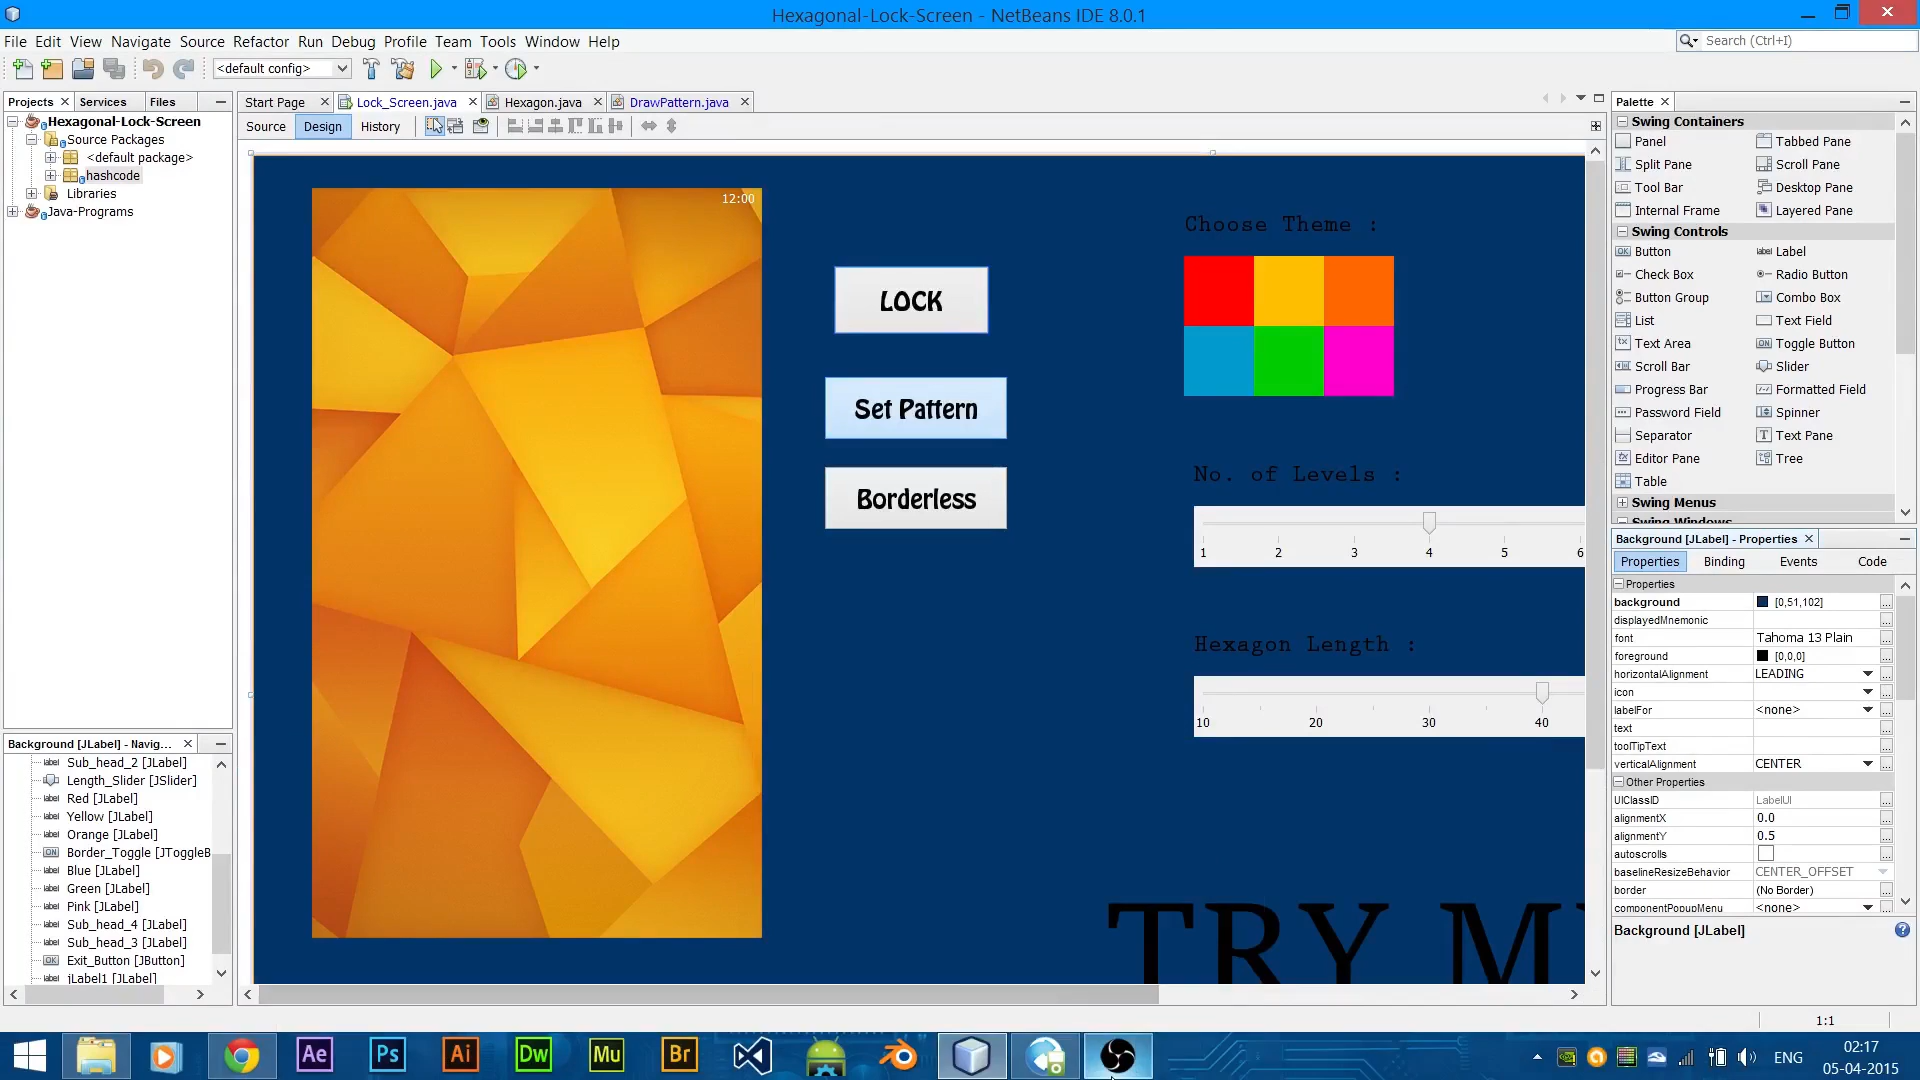 Hexagonal-Lock-Screen - NetBeans IDE 8.0.1
File Edit View Navigate Source Refactor Run Debug Profile Team Tools Window Help
Search (Ctrl+I)
<default config>
Projects Services Files
Start Page Lock_Screen.java Hexagon.java DrawPattern.java
Source Design History
Hexagonal-Lock-Screen
Source Packages
<default package>
hashcode
Libraries
Java-Programs
Background [JLabel] - Navig...
Sub_head_2 [JLabel]
Length_Slider [JSlider]
Red [JLabel]
Yellow [JLabel]
Orange [JLabel]
Border_Toggle [JToggleB
Blue [JLabel]
Green [JLabel]
Pink [JLabel]
Sub_head_4 [JLabel]
Sub_head_3 [JLabel]
Exit_Button [JButton]
jLabel1 [JLabel]
12:00
LOCK
Set Pattern
Borderless
Choose Theme :
No. of Levels :
1 2 3 4 5 6
Hexagon Length :
10 20 30 40
TRY M
Palette
Swing Containers
Panel Tabbed Pane
Split Pane Scroll Pane
Tool Bar Desktop Pane
Internal Frame Layered Pane
Swing Controls
Button Label
Check Box Radio Button
Button Group Combo Box
List Text Field
Text Area Toggle Button
Scroll Bar Slider
Progress Bar Formatted Field
Password Field Spinner
Separator Text Pane
Editor Pane Tree
Table
Swing Menus
Swing Windows
Background [JLabel] - Properties
Properties Binding Events Code
Properties
background [0,51,102]
displayedMnemonic
font Tahoma 13 Plain
foreground [0,0,0]
horizontalAlignment LEADING
icon
labelFor <none>
text
toolTipText
verticalAlignment CENTER
Other Properties
UIClassID LabelUI
alignmentX 0.0
alignmentY 0.5
autoscrolls
baselineResizeBehavior CENTER_OFFSET
border (No Border)
componentPopupMenu <none>
Background [JLabel]
1:1
Ae Ps Ai Dw Mu Br
ENG
02:17
05-04-2015